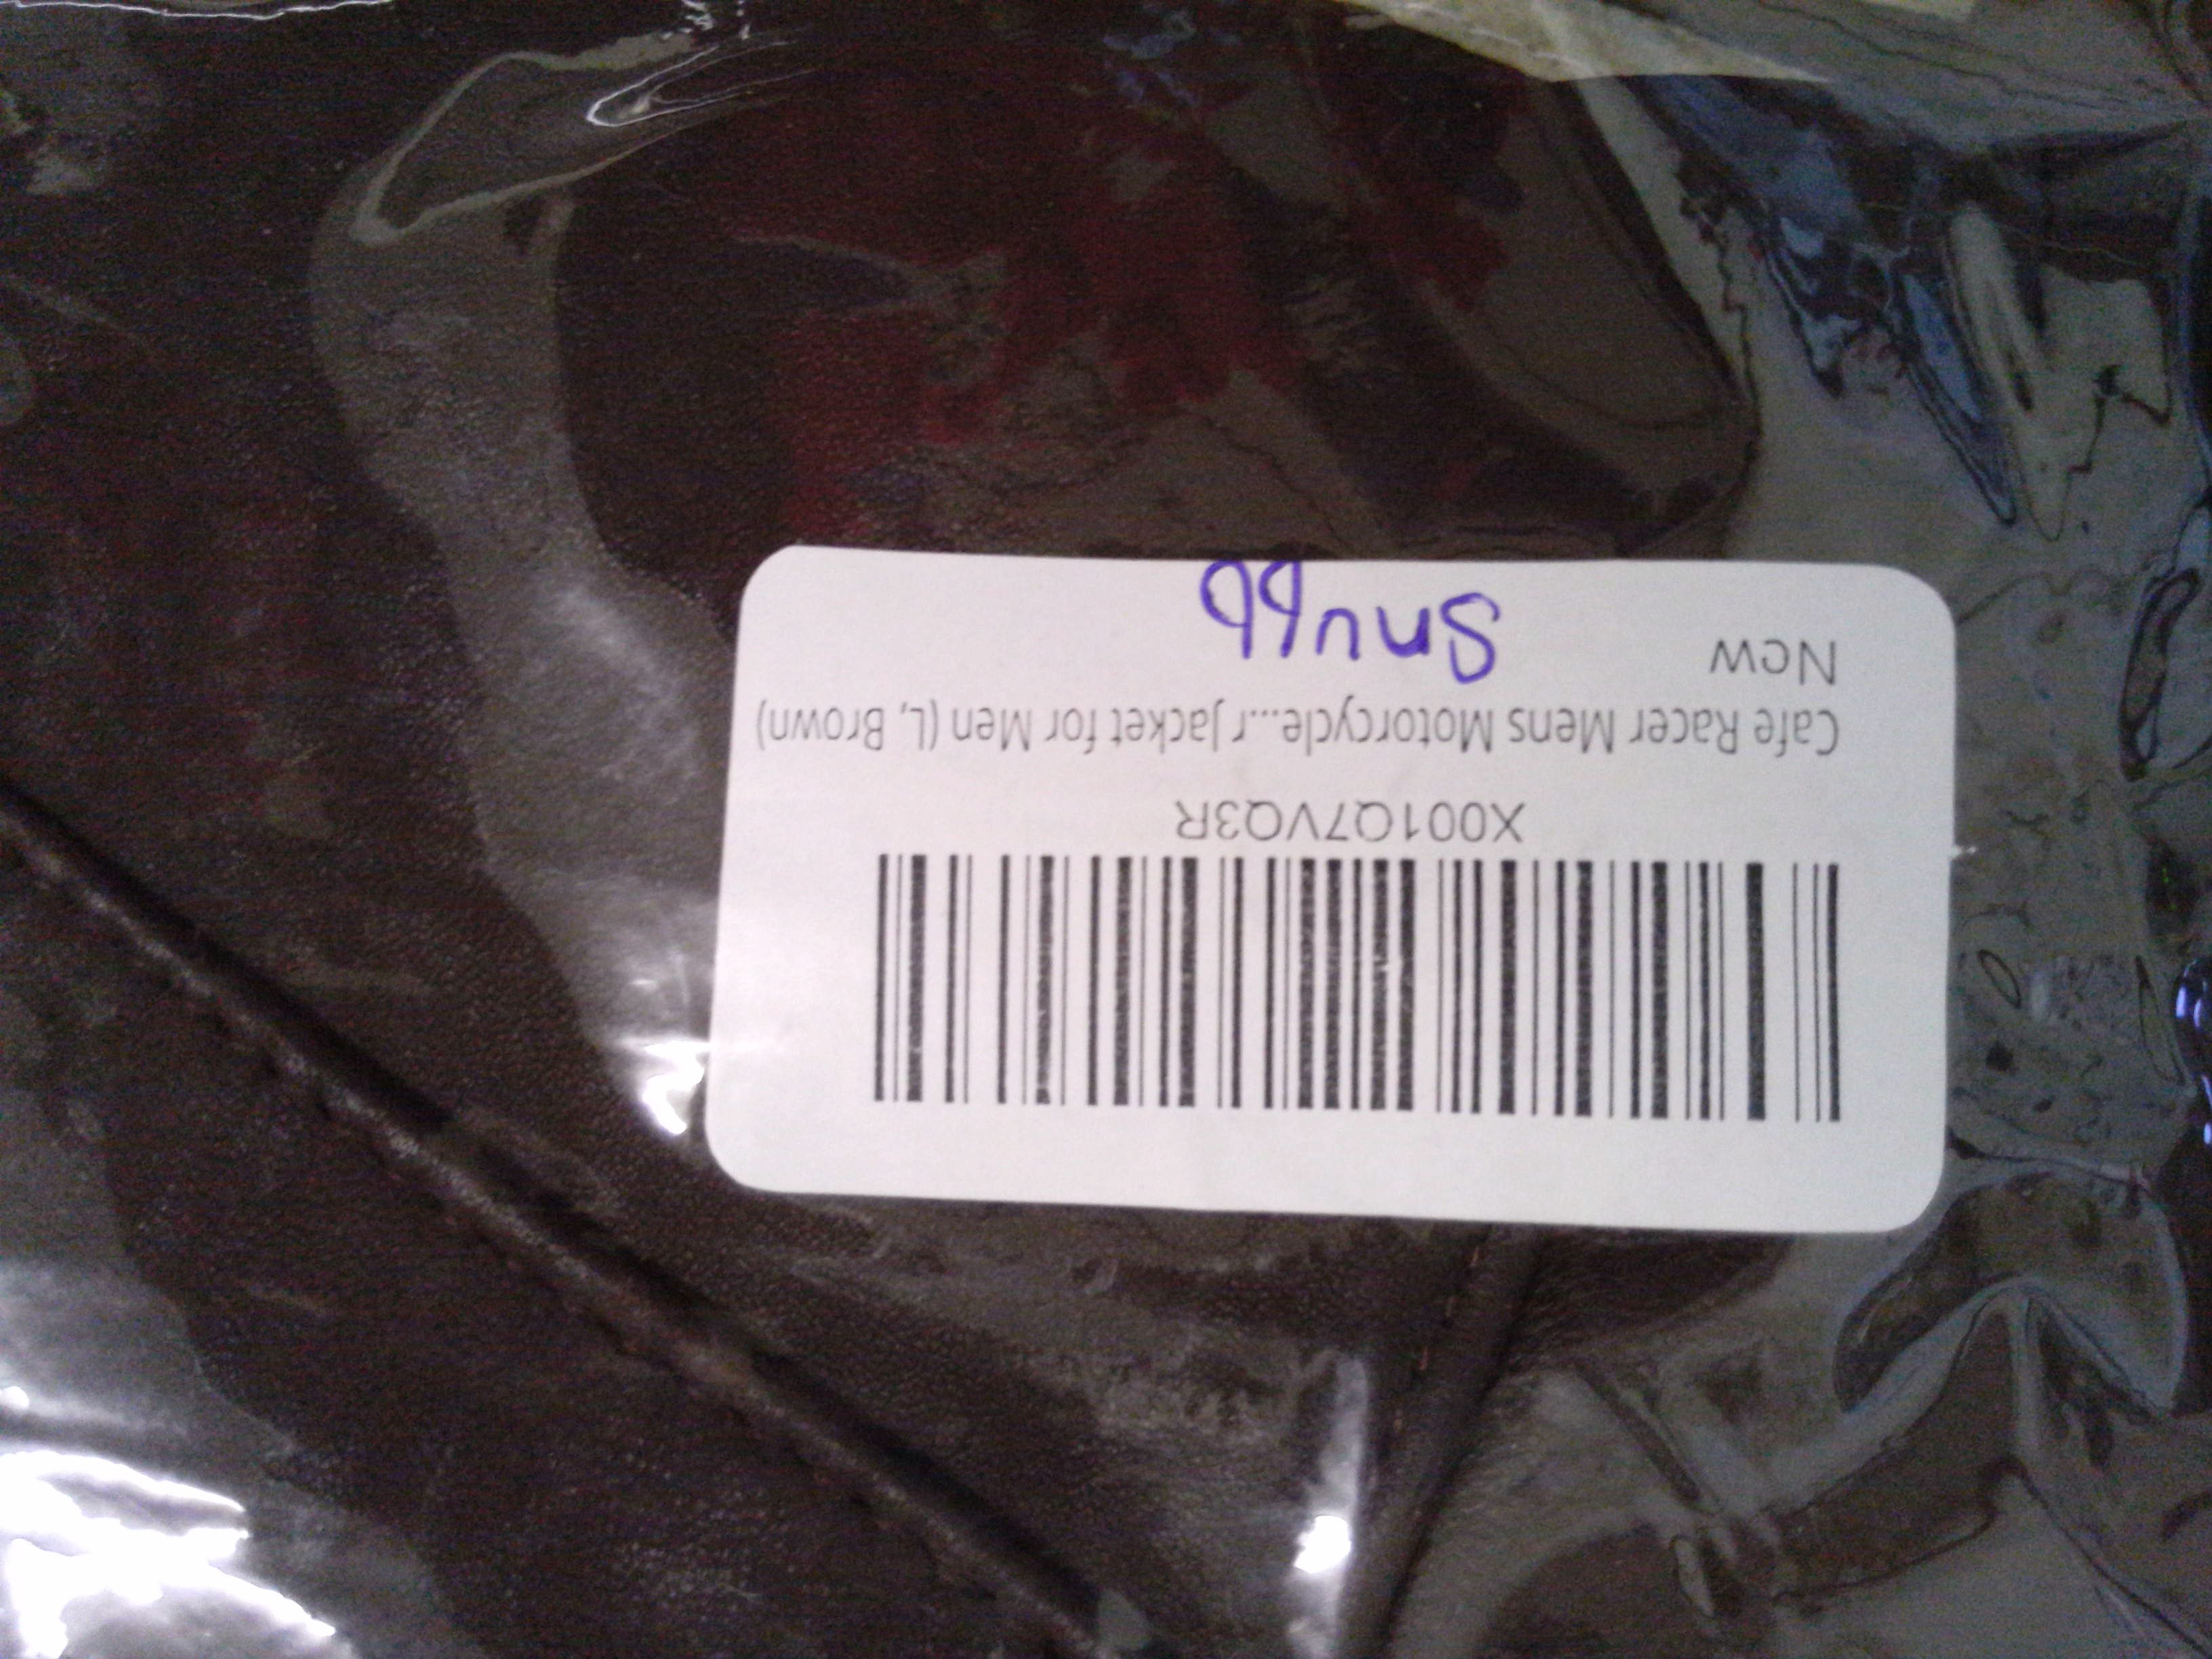 X001Q7VQ3R
Cafe Racer Mens Motorcycle...r Jacket for Men (L, Brown)
New
Snubb